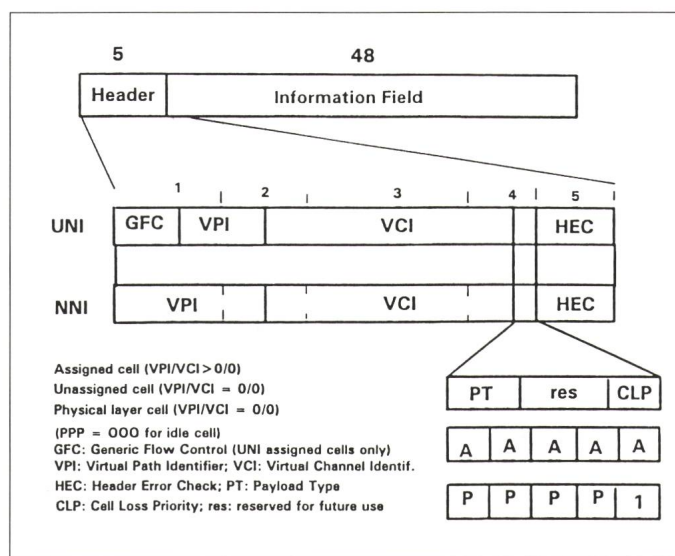 5 48
Header Information Field
1 2 3 4 5
UNI GFC VPI VCI HEC
NNI VPI VCI HEC
Assigned cell (VPI/VCI > 0/0)
Unassigned cell (VPI/VCI = 0/0)
Physical layer cell (VPI/VCI = 0/0)
(PPP = 000 for idle cell)
GFC: Generic Flow Control (UNI assigned cells only)
VPI: Virtual Path Identifier; VCI: Virtual Channel Identif.
HEC: Header Error Check; PT: Payload Type
CLP: Cell Loss Priority; res: reserved for future use
PT res CLP
A A A A A
P P P P 1